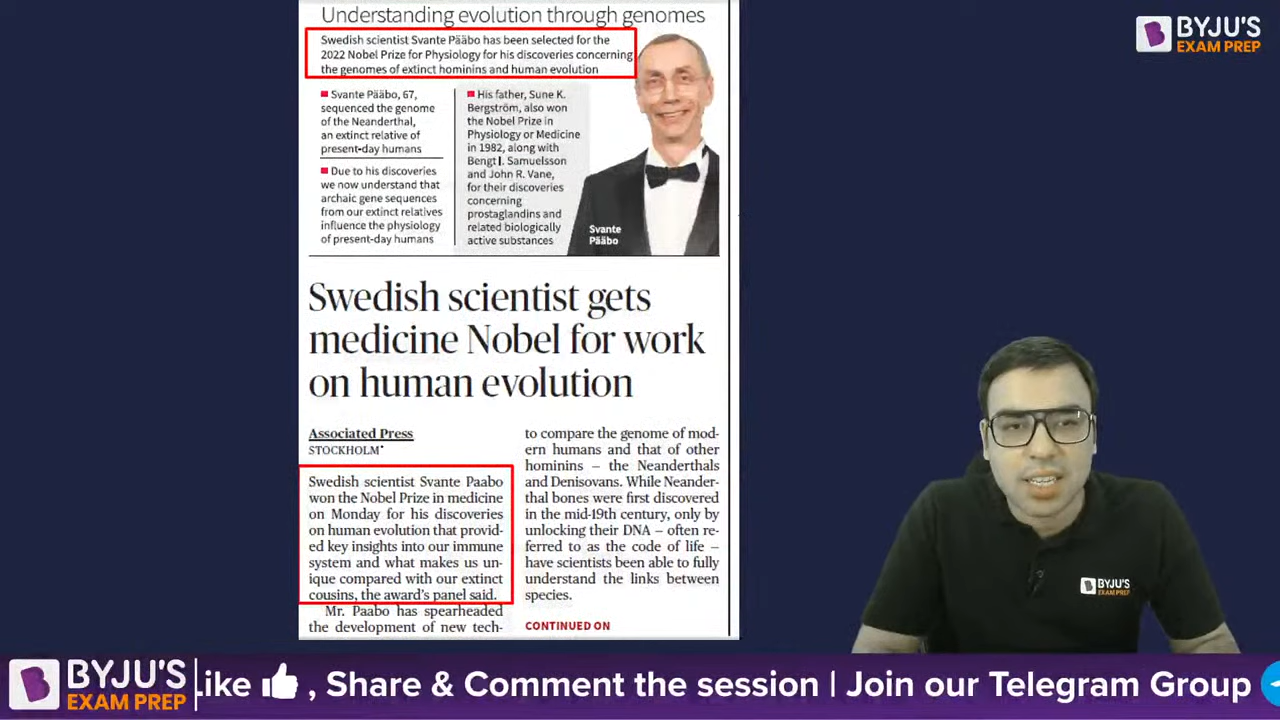 Understanding evolution through genomes
Swedish scientist Svante Pääbo has been selected for the
2022 Nobel Prize for Physiology for his discoveries concerning
the genomes of extinct hominins and human evolution
Svante Pääbo, 67,
sequenced the genome
of the Neanderthal,
an extinct relative of
present-day humans
Due to his discoveries
we now understand that
archaic gene sequences
from our extinct relatives
influence the physiology
of present-day humans
His father, Sune K.
Bergström, also won
the Nobel Prize in
Physiology or Medicine
in 1982, along with
Bengt I. Samuelsson
and John R. Vane,
for their discoveries
concerning
prostaglandins and
related biologically
active substances
Svante
Pääbo
Swedish scientist gets
medicine Nobel for work
on human evolution
Associated Press
STOCKHOLM
Swedish scientist Svante Paabo
won the Nobel Prize in medicine
on Monday for his discoveries
on human evolution that provid-
ed key insights into our immune
system and what makes us un-
ique compared with our extinct
cousins, the award's panel said.
Mr. Paabo has spearheaded
the development of new tech-
to compare the genome of mod-
ern humans and that of other
hominins — the Neanderthals
and Denisovans. While Neander-
thal bones were first discovered
in the mid-19th century, only by
unlocking their DNA — often re-
ferred to as the code of life —
have scientists been able to fully
understand the links between
species.
CONTINUED ON
BYJU'S
EXAM PREP
BYJU'S
EXAM PREP
BYJU'S
EXAM PREP
Like , Share & Comment the session | Join our Telegram Group